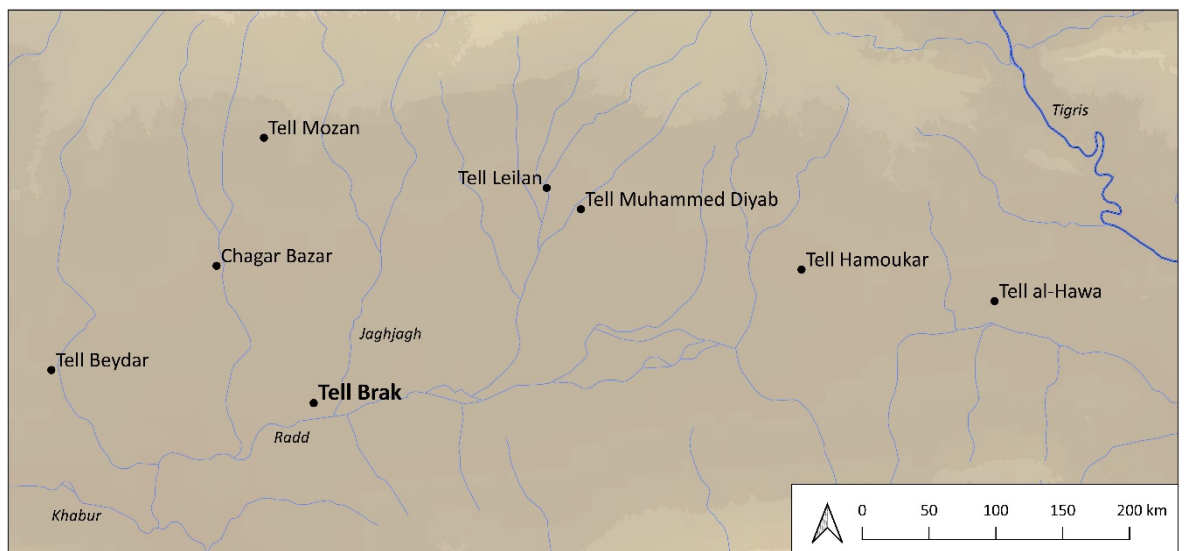 Tigris
Tell Mozan
Tell Leilan
Tell Muhammed Diyab
Chagar Bazar
Tell Hamoukar
Tell al-Hawa
Jaghjagh
Tell Beydar
Tell Brak
Radd
Khabur
0 50 100 150 200 km